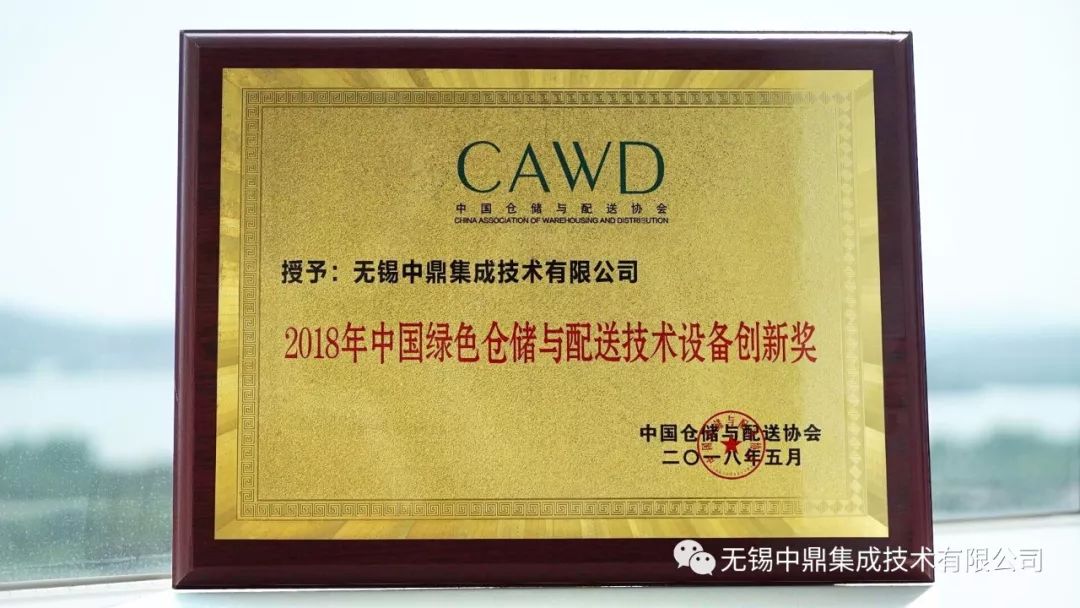 CAWD
中国仓储与配送协会
CHINA ASSOCIATION OF WAREHOUSING AND DISTRIBUTION
授予：无锡中鼎集成技术有限公司
2018年中国绿色仓储与配送技术设备创新奖
中国仓储与配送协会
二〇一八年五月
无锡中鼎集成技术有限公司